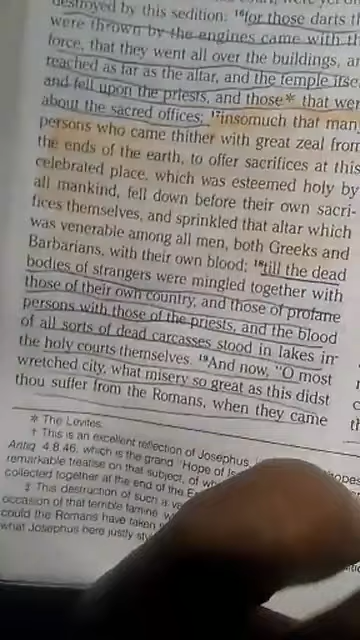 destroyed by this sedition; ¹⁶for those darts
were thrown by the engines came with
force, that they went all over the buildings,
reached as far as the altar, and the temple
and fell upon the priests, and those* that
about the sacred offices; ¹⁷insomuch that
persons who came thither with great zeal from
the ends of the earth, to offer sacrifices at this
celebrated place, which was esteemed holy by
all mankind, fell down before their own sacri-
fices themselves, and sprinkled that altar which
was venerable among all men, both Greeks and
Barbarians, with their own blood; ¹⁸till the dead
bodies of strangers were mingled together with
those of their own country, and those of profane
persons with those of the priests, and the blood
of all sorts of dead carcasses stood in lakes in
the holy courts themselves. ¹⁹And now, "O most
wretched city, what misery so great as this didst
thou suffer from the Romans, when they came
* The Levites.
† This is an excellent reflection of Josephus,
Antiq. 4.8.46, which is the grand "Hope of
remarkable treatise on that subject, of
collected together at the end of the
‡ This destruction of such a
occasion of that terrible famine
could the Romans have taken
what Josephus here justly